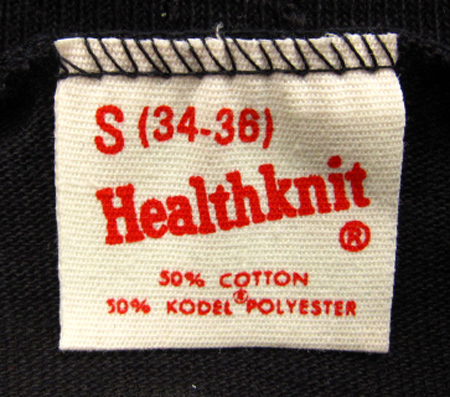 S (34-36)
Healthknit
®
50% COTTON
50% KODEL® POLYESTER